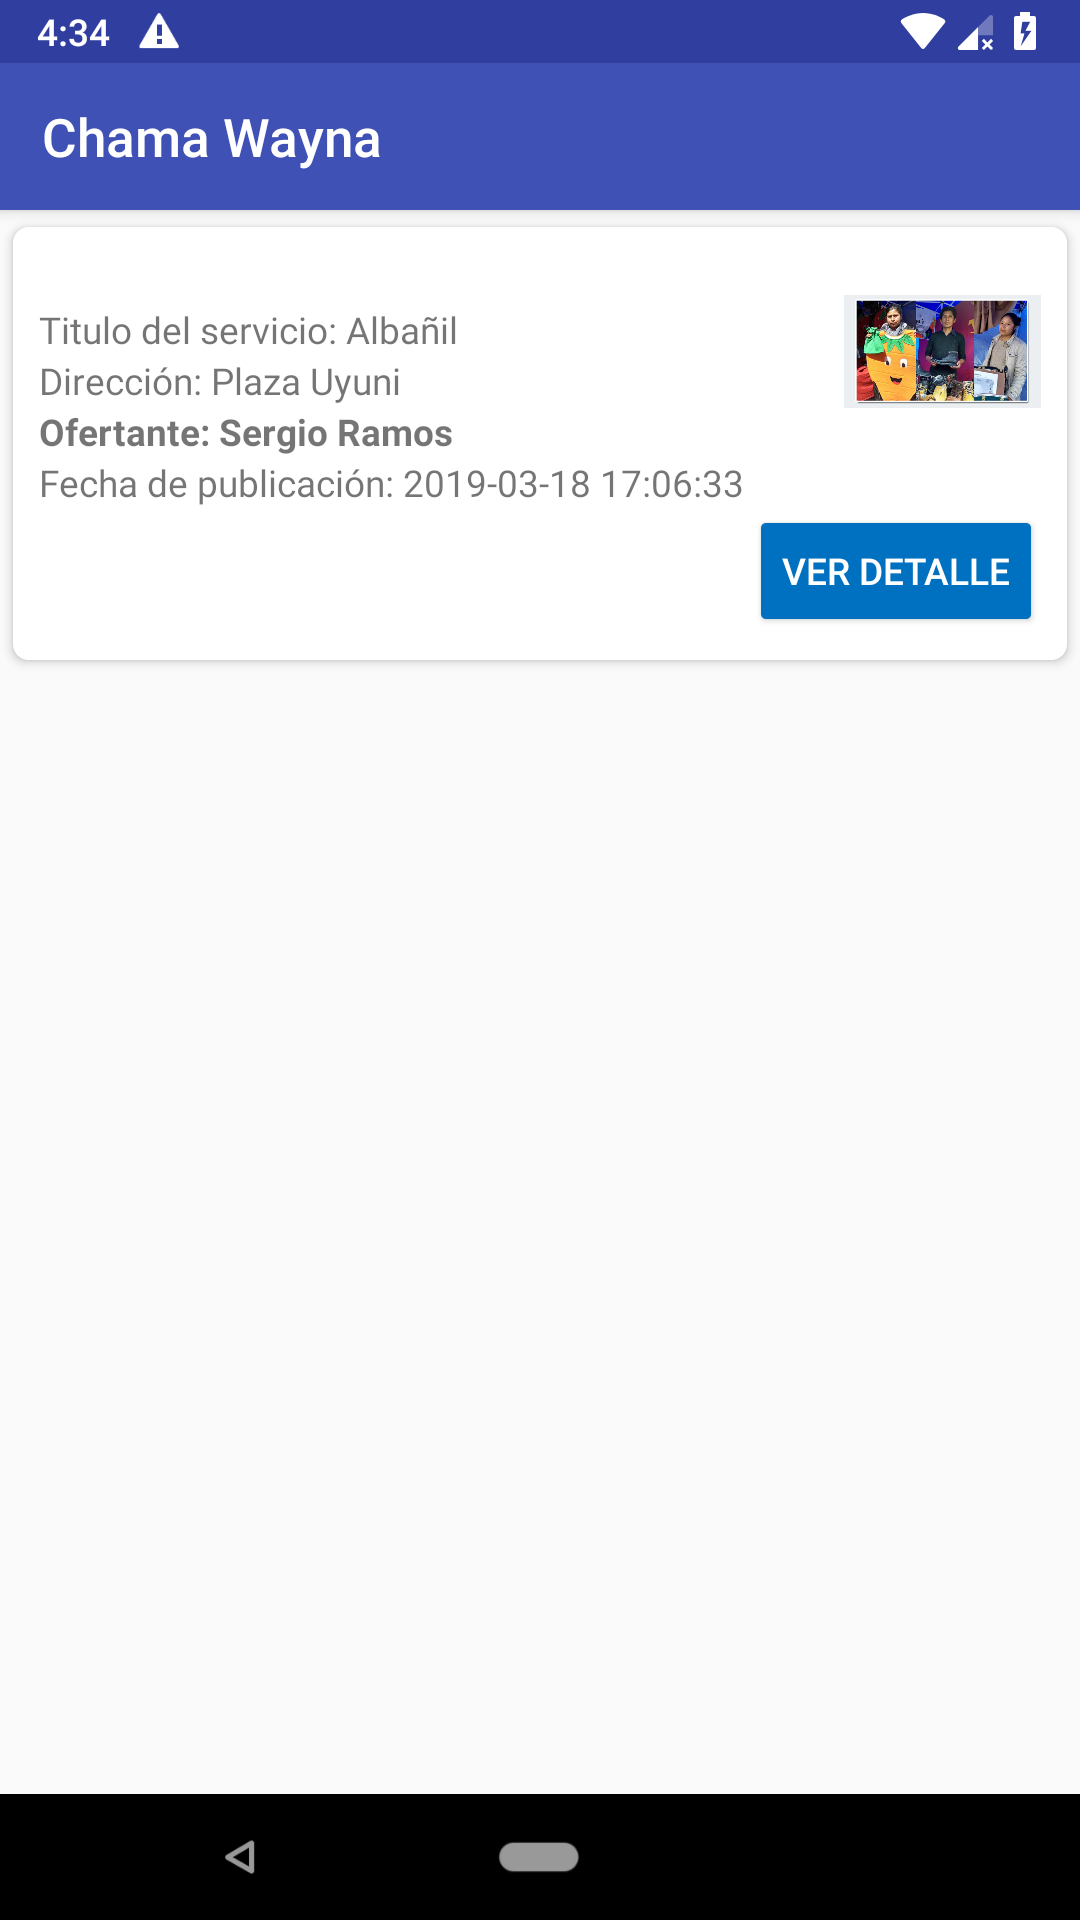 4:34
Chama Wayna
Titulo del servicio: Albañil
Dirección: Plaza Uyuni
Ofertante: Sergio Ramos
Fecha de publicación: 2019-03-18 17:06:33
VER DETALLE